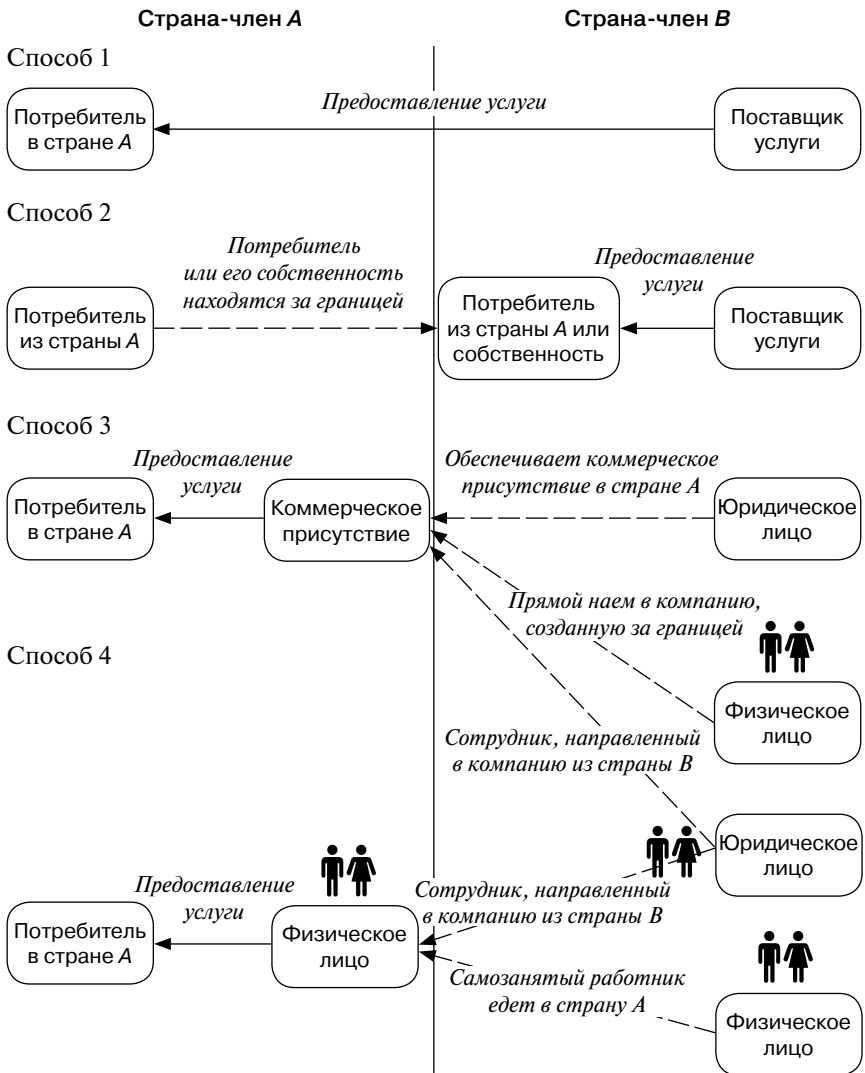 Страна-член A
Страна-член B
Способ 1
Потребитель
в стране A
Предоставление услуги
Поставщик
услуги
Способ 2
Потребитель
из страны A
Потребитель
или его собственность
находятся за границей
Потребитель
из страны A или
собственность
Предоставление
услуги
Поставщик
услуги
Способ 3
Потребитель
в стране A
Предоставление
услуги
Коммерческое
присутствие
Обеспечивает коммерческое
присутствие в стране A
Юридическое
лицо
Прямой наем в компанию,
созданную за границей
Способ 4
Физическое
лицо
Сотрудник, направленный
в компанию из страны B
Юридическое
лицо
Потребитель
в стране A
Предоставление
услуги
Физическое
лицо
Сотрудник, направленный
в компанию из страны B
Самозанятый работник
едет в страну A
Физическое
лицо